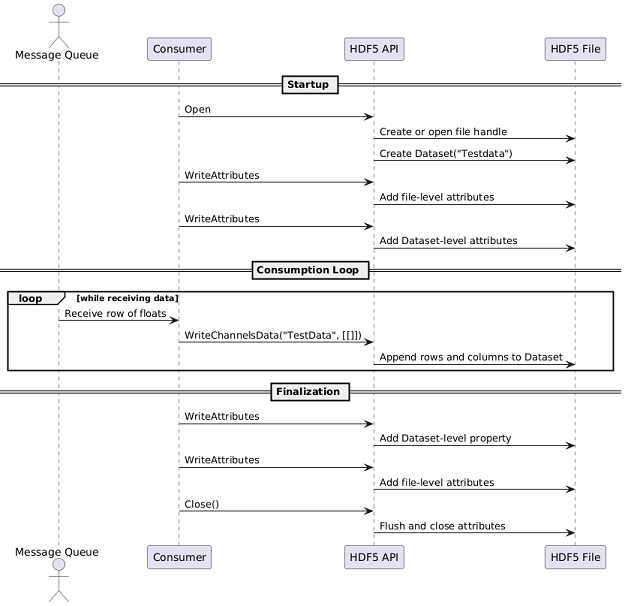 Message Queue
Consumer
HDF5 API
HDF5 File
Startup
Open
Create or open file handle
Create Dataset("Testdata")
WriteAttributes
Add file-level attributes
WriteAttributes
Add Dataset-level attributes
Consumption Loop
loop [while receiving data]
Receive row of floats
WriteChannelsData("TestData", [[]])
Append rows and columns to Dataset
Finalization
WriteAttributes
Add Dataset-level property
WriteAttributes
Add file-level attributes
Close()
Flush and close attributes
Message Queue
Consumer
HDF5 API
HDF5 File